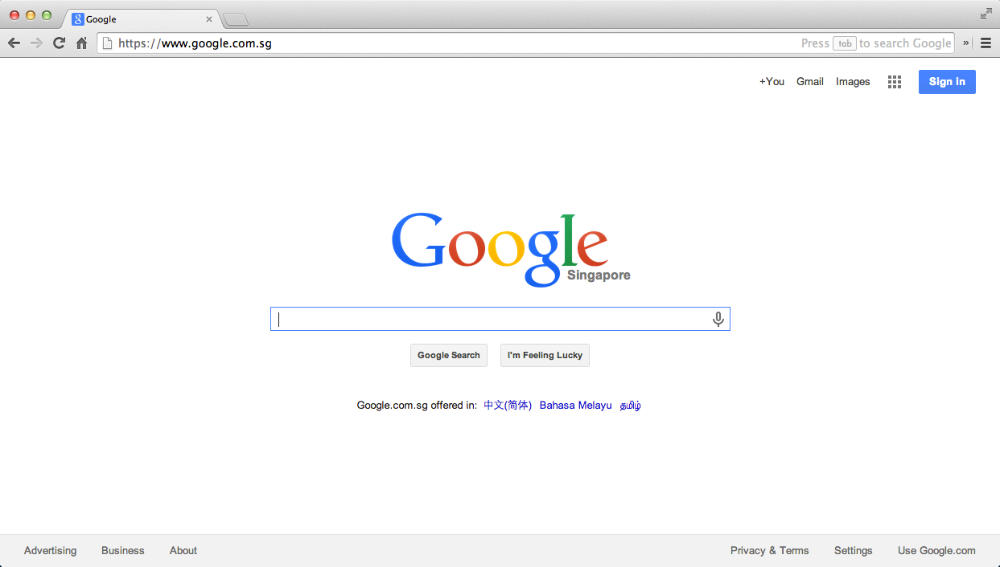 Google
https://www.google.com.sg Press tab to search Google »
+You Gmail Images Sign in
Google
Singapore
Google Search I'm Feeling Lucky
Google.com.sg offered in: 中文(简体) Bahasa Melayu தமிழ்
Advertising Business About Privacy & Terms Settings Use Google.com